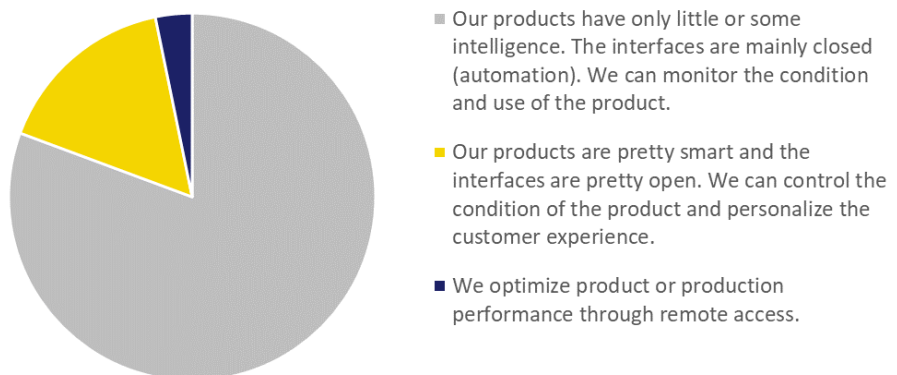 Our products have only little or some
intelligence. The interfaces are mainly closed
(automation). We can monitor the condition
and use of the product.
Our products are pretty smart and the
interfaces are pretty open. We can control the
condition of the product and personalize the
customer experience.
We optimize product or production
performance through remote access.